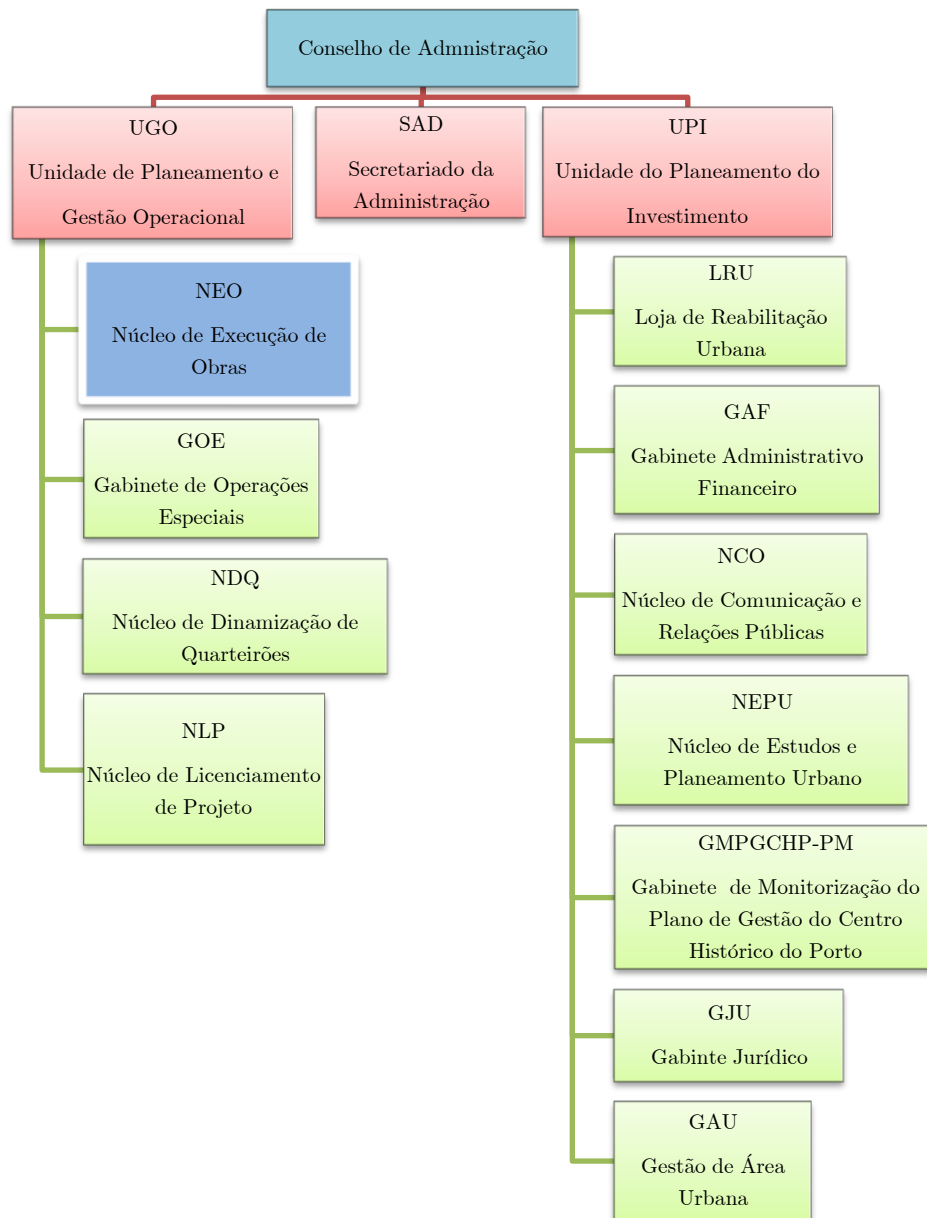 Conselho de Admnistração
UGO
Unidade de Planeamento e
Gestão Operacional
SAD
Secretariado da
Administração
UPI
Unidade do Planeamento do
Investimento
NEO
Núcleo de Execução de
Obras
GOE
Gabinete de Operações
Especiais
NDQ
Núcleo de Dinamização de
Quarteirões
NLP
Núcleo de Licenciamento
de Projeto
LRU
Loja de Reabilitação
Urbana
GAF
Gabinete Administrativo
Financeiro
NCO
Núcleo de Comunicação e
Relações Públicas
NEPU
Núcleo de Estudos e
Planeamento Urbano
GMPGCHP-PM
Gabinete de Monitorização do
Plano de Gestão do Centro
Histórico do Porto
GJU
Gabinte Jurídico
GAU
Gestão de Área
Urbana